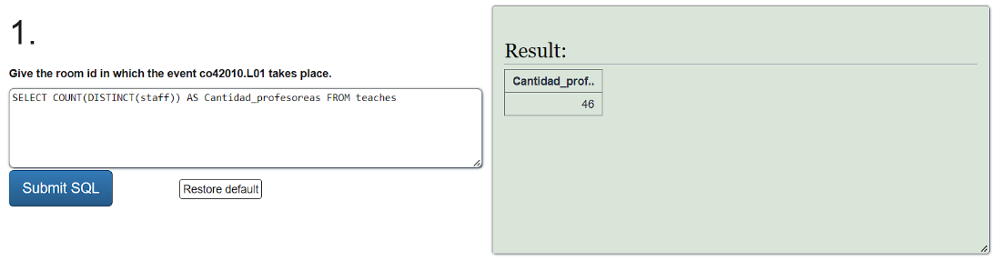 1.
Give the room id in which the event co42010.L01 takes place.
SELECT COUNT(DISTINCT(staff)) AS Cantidad_profesoreas FROM teaches
Submit SQL
Restore default
Result:
Cantidad_prof..
46